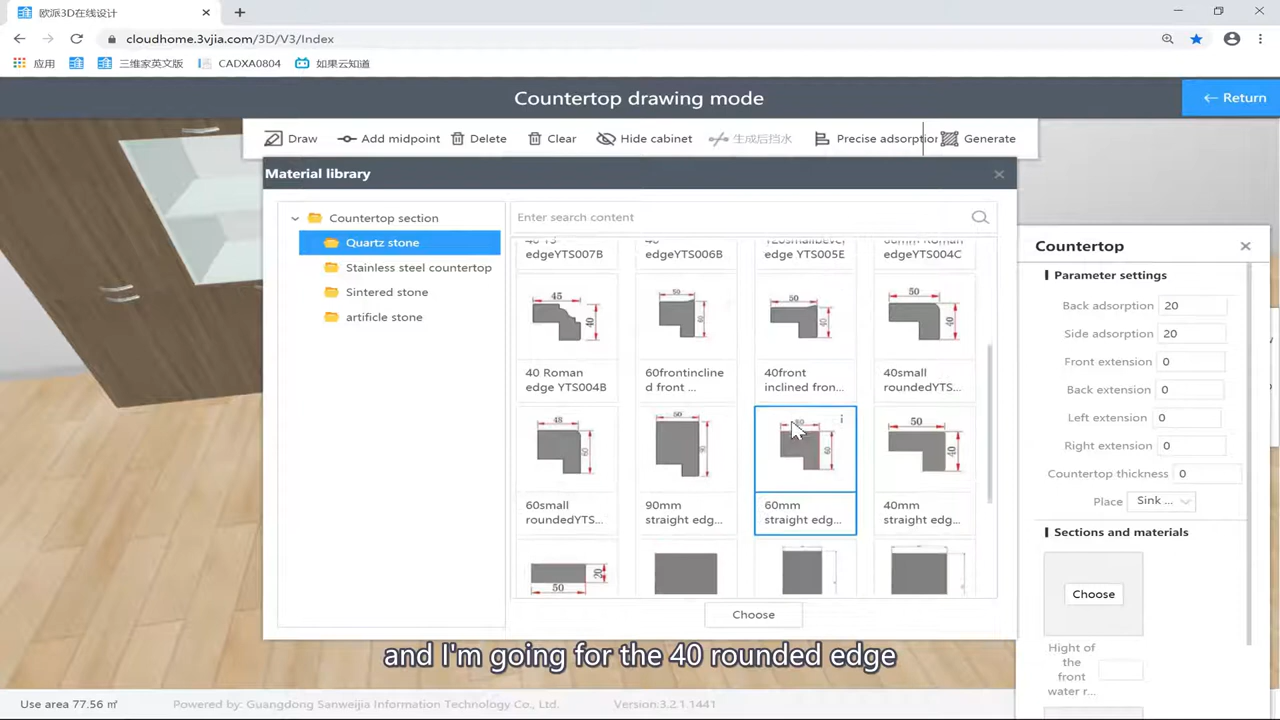 欧派3D在线设计
cloudhome.3vjia.com/3D/V3/Index
应用
三维家英文版
CADXA0804
如果云知道
Countertop drawing mode
← Return
Draw
Add midpoint
Delete
Clear
Hide cabinet
生成后挡水
Precise adsorption
Generate
Material library
Countertop section
Quartz stone
Stainless steel countertop
Sintered stone
artificle stone
Enter search content
edgeYTS007B
edgeYTS006B
edge YTS005E
edgeYTS004C
45
40
50
60
50
40
50
40
40 Roman
edge YTS004B
60frontincline
d front ...
40front
inclined fron...
40small
roundedYTS...
60
50
60
50
40
60small
roundedYTS...
90mm
straight edg...
60mm
straight edg...
40mm
straight edg...
20
50
Choose
Countertop
Parameter settings
Back adsorption 20
Side adsorption 20
Front extension 0
Back extension 0
Left extension 0
Right extension 0
Countertop thickness 0
Place Sink ...
Sections and materials
Choose
Hight of
the
front
water r...
and I'm going for the 40 rounded edge
Use area 77.56 ㎡
Powered by: Guangdong Sanweijia Information Technology Co., Ltd.
Version:3.2.1.1441